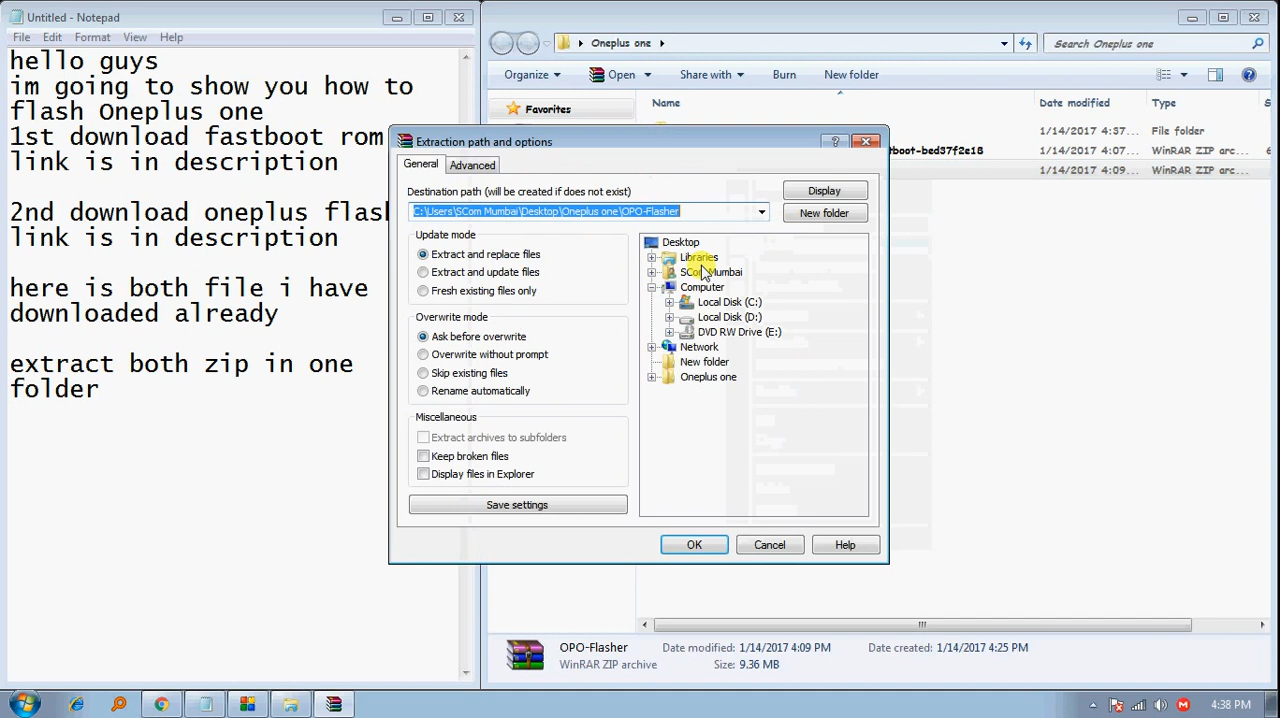 Untitled - Notepad
File Edit Format View Help
hello guys
im going to show you how to
flash Oneplus one
1st download fastboot rom
link is in description
2nd download oneplus flash
link is in description
here is both file i have
downloaded already
extract both zip in one
folder
Oneplus one
Search Oneplus one
Organize Open Share with Burn New folder
Favorites
Name Date modified Type
1/14/2017 4:37... File folder
boot-bed37f2e18 1/14/2017 4:07... WinRAR ZIP arc...
1/14/2017 4:09... WinRAR ZIP arc...
Extraction path and options
General Advanced
Destination path (will be created if does not exist)
C:\Users\SCom Mumbai\Desktop\Oneplus one\OPO-Flasher
Display
New folder
Update mode
Extract and replace files
Extract and update files
Fresh existing files only
Overwrite mode
Ask before overwrite
Overwrite without prompt
Skip existing files
Rename automatically
Miscellaneous
Extract archives to subfolders
Keep broken files
Display files in Explorer
Save settings
Desktop
Libraries
SCom Mumbai
Computer
Local Disk (C:)
Local Disk (D:)
DVD RW Drive (E:)
Network
New folder
Oneplus one
OK Cancel Help
OPO-Flasher Date modified: 1/14/2017 4:09 PM Date created: 1/14/2017 4:25 PM
WinRAR ZIP archive Size: 9.36 MB
4:38 PM